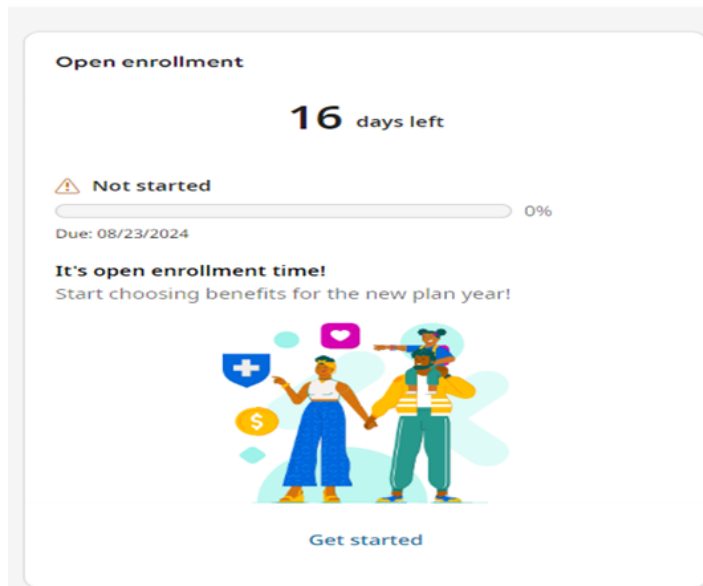 Open enrollment
16 days left
Not started
0%
Due: 08/23/2024
It's open enrollment time!
Start choosing benefits for the new plan year!
$
Get started